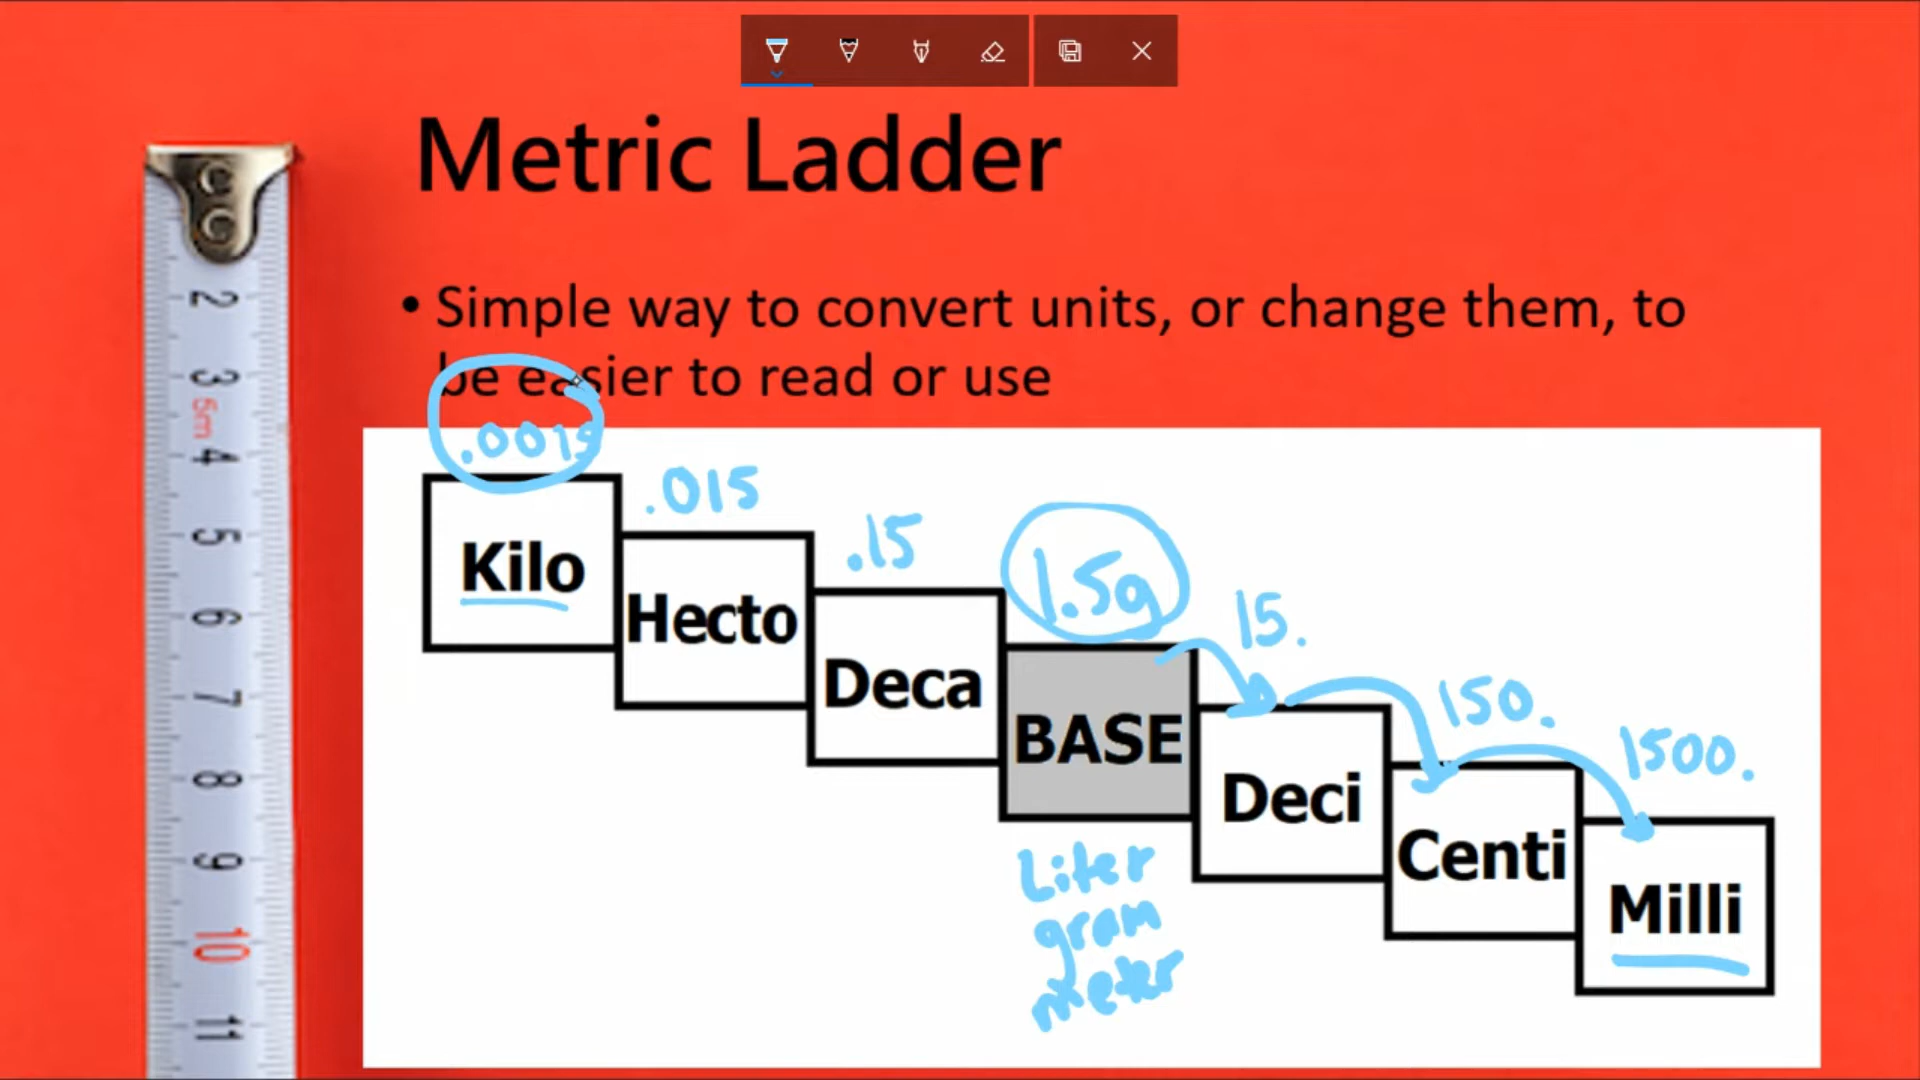 Metric Ladder
• Simple way to convert units, or change them, to
be easier to read or use
.0015
.015
.15
1.5g
15.
150.
1500.
Kilo
Hecto
Deca
BASE
Deci
Centi
Milli
Liter
gram
meter
2
3
5m
4
5
6
7
8
9
10
11